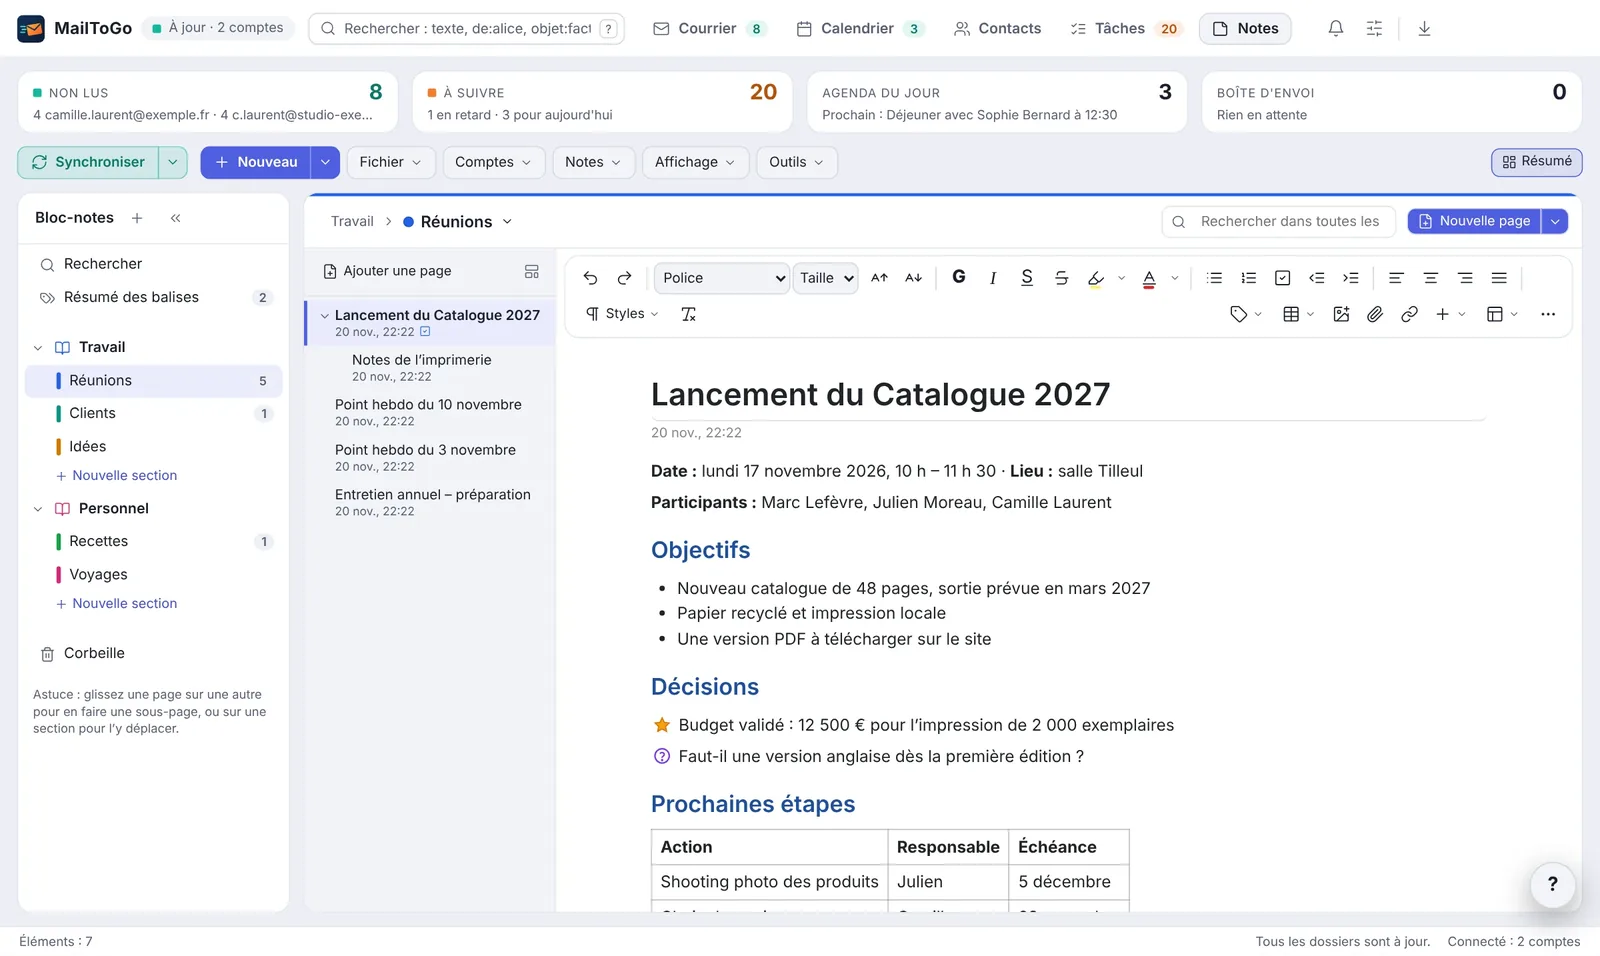 MailToGo
À jour · 2 comptes
Rechercher : texte, de:alice, objet:fact
?
Courrier 8
Calendrier 3
Contacts
Tâches 20
Notes
NON LUS 8
4 camille.laurent@exemple.fr · 4 c.laurent@studio-exe...
À SUIVRE 20
1 en retard · 3 pour aujourd'hui
AGENDA DU JOUR 3
Prochain : Déjeuner avec Sophie Bernard à 12:30
BOÎTE D'ENVOI 0
Rien en attente
Synchroniser
Nouveau
Fichier
Comptes
Notes
Affichage
Outils
Résumé
Bloc-notes
Rechercher
Résumé des balises 2
Travail
Réunions 5
Clients 1
Idées
+ Nouvelle section
Personnel
Recettes 1
Voyages
+ Nouvelle section
Corbeille
Astuce : glissez une page sur une autre
pour en faire une sous-page, ou sur une
section pour l’y déplacer.
Travail
Réunions
Rechercher dans toutes les
Nouvelle page
Ajouter une page
Lancement du Catalogue 2027
20 nov., 22:22
Notes de l’imprimerie
20 nov., 22:22
Point hebdo du 10 novembre
20 nov., 22:22
Point hebdo du 3 novembre
20 nov., 22:22
Entretien annuel – préparation
20 nov., 22:22
Police
Taille
A A
G I S S A
Styles
Lancement du Catalogue 2027
20 nov., 22:22
Date : lundi 17 novembre 2026, 10 h – 11 h 30 · Lieu : salle Tilleul
Participants : Marc Lefèvre, Julien Moreau, Camille Laurent
Objectifs
• Nouveau catalogue de 48 pages, sortie prévue en mars 2027
• Papier recyclé et impression locale
• Une version PDF à télécharger sur le site
Décisions
Budget validé : 12 500 € pour l’impression de 2 000 exemplaires
Faut-il une version anglaise dès la première édition ?
Prochaines étapes
Action Responsable Échéance
Shooting photo des produits Julien 5 décembre
?
Éléments : 7
Tous les dossiers sont à jour.
Connecté : 2 comptes